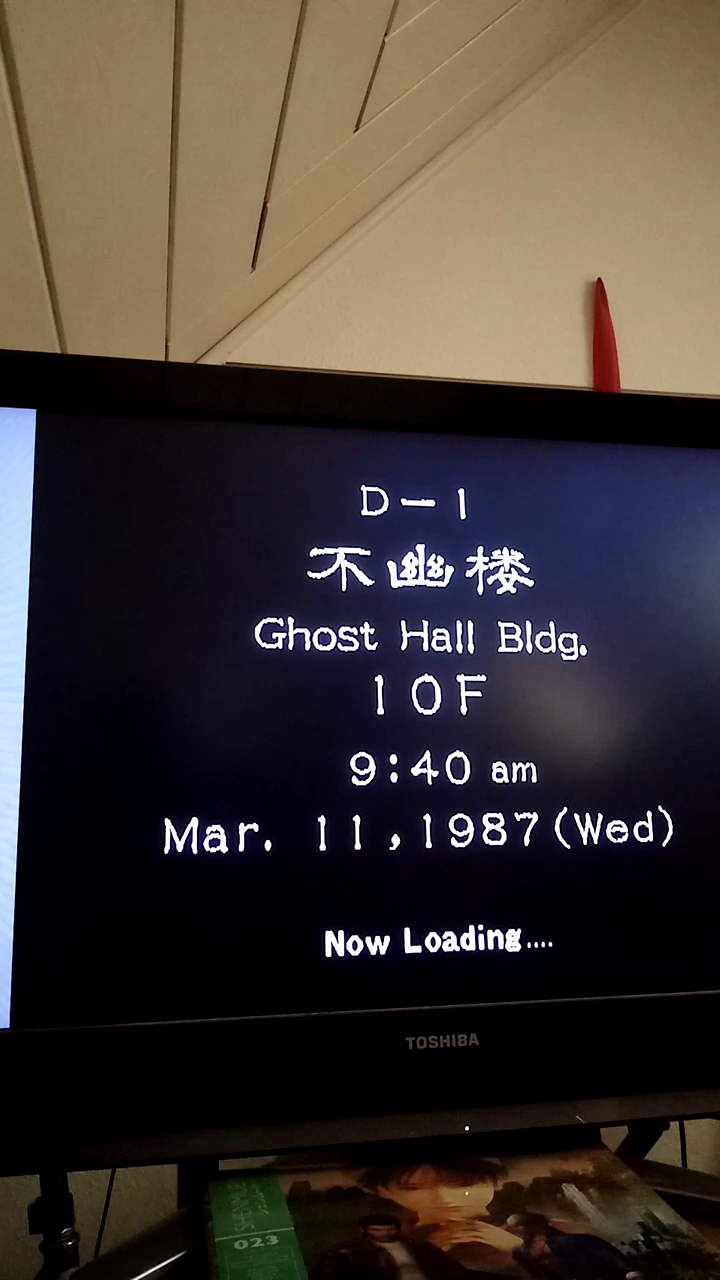 D-1
不幽楼
Ghost Hall Bldg.
10F
9:40 am
Mar. 11,1987(Wed)
Now Loading....
TOSHIBA
SHENMUE
023